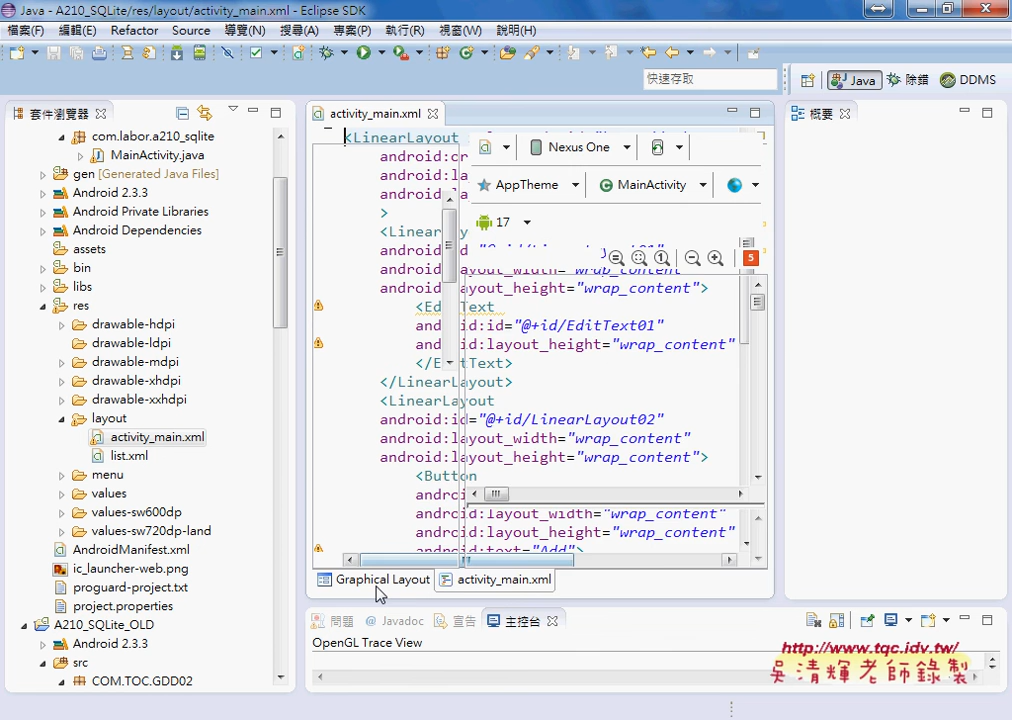 Java - A210_SQLite/res/layout/activity_main.xml - Eclipse SDK
檔案(F) 編輯(E) Refactor Source 導覽(N) 搜尋(A) 專案(P) 執行(R) 視窗(W) 說明(H)
快速存取
Java 除錯 DDMS
套件瀏覽器
com.labor.a210_sqlite
MainActivity.java
gen [Generated Java Files]
Android 2.3.3
Android Private Libraries
Android Dependencies
assets
bin
libs
res
drawable-hdpi
drawable-ldpi
drawable-mdpi
drawable-xhdpi
drawable-xxhdpi
layout
activity_main.xml
list.xml
menu
values
values-sw600dp
values-sw720dp-land
AndroidManifest.xml
ic_launcher-web.png
proguard-project.txt
project.properties
A210_SQLite_OLD
Android 2.3.3
src
COM.TOC.GDD02
activity_main.xml
<LinearLayout
Nexus One
AppTheme
MainActivity
17
5
>
android:layout_height="wrap_content">
android:id="@+id/EditText01"
android:layout_height="wrap_content"
</EditText>
</LinearLayout>
<LinearLayout
android:id="@+id/LinearLayout02"
android:layout_width="wrap_content"
android:layout_height="wrap_content">
<Button
android:layout_width="wrap_content"
android:layout_height="wrap_content"
android:text="Add">
Graphical Layout
activity_main.xml
概要
問題 @ Javadoc 宣告 主控台
OpenGL Trace View
http://www.tqc.idv.tw/
吳清輝老師錄製